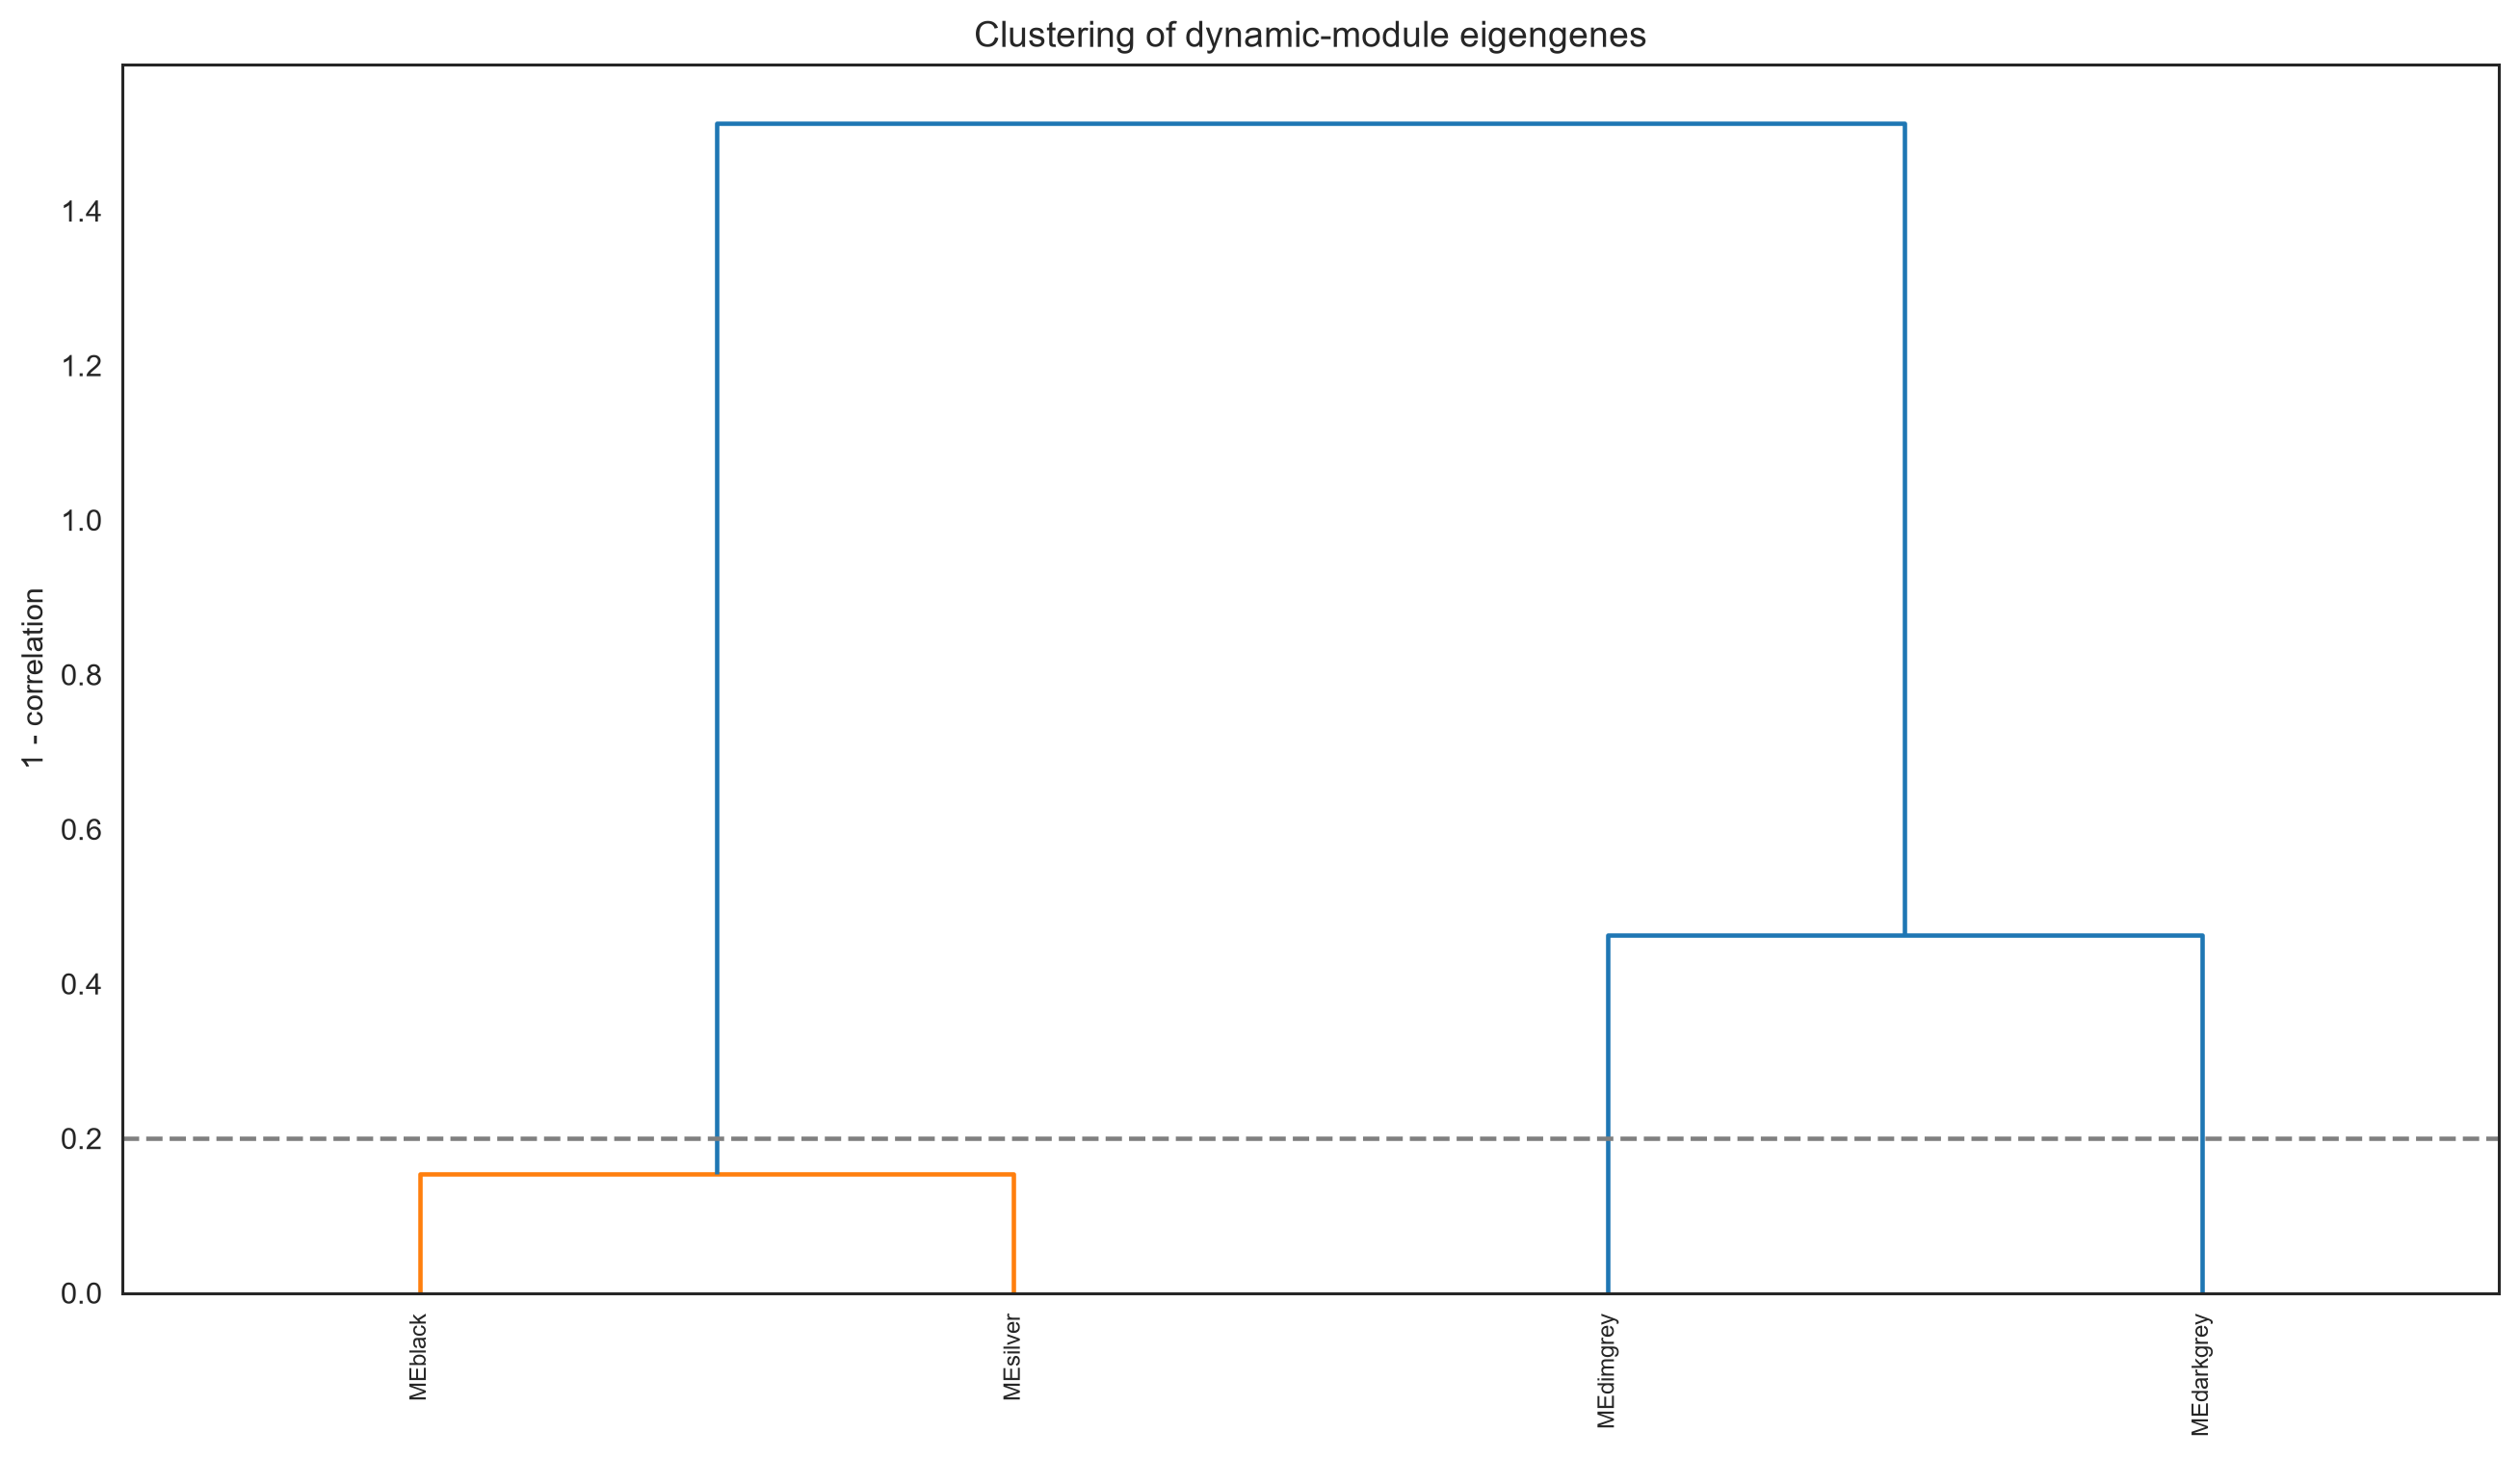 Clustering of dynamic-module eigengenes
1 - correlation
1.4
1.2
1.0
0.8
0.6
0.4
0.2
0.0
MEblack
MEsilver
MEdimgrey
MEdarkgrey